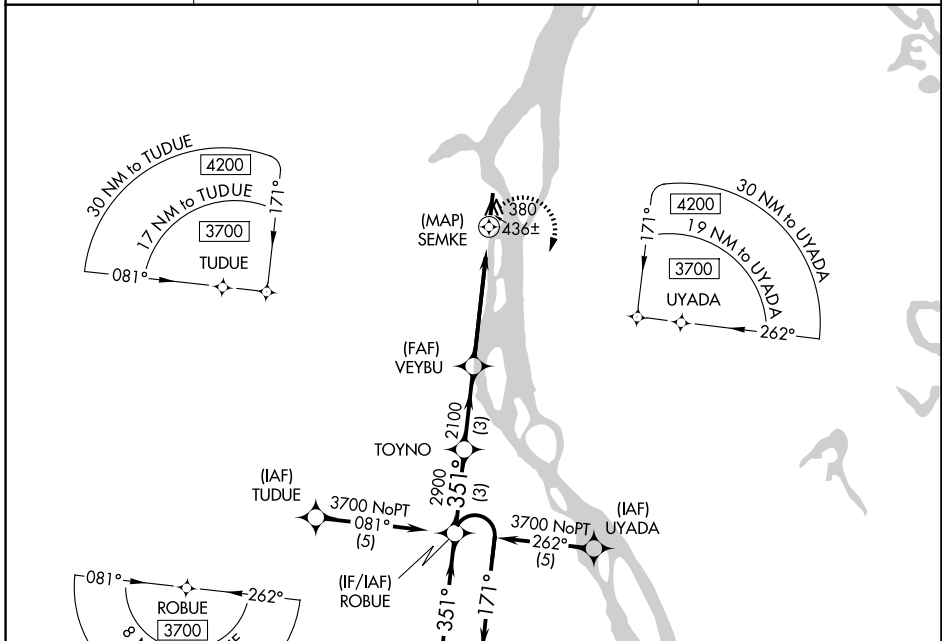 30 NM to TUDUE
4200
17 NM to TUDUE
3700
TUDUE
081°
171°
(MAP)
SEMKE
380
436±
30 NM to UYADA
4200
19 NM to UYADA
3700
UYADA
171°
262°
(FAF)
VEYBU
2100
(3)
TOYNO
2900
351°
(3)
(IAF)
TUDUE
3700 NoPT
081°
(5)
(IAF)
UYADA
3700 NoPT
262°
(5)
(IF/IAF)
ROBUE
351°
171°
081°
262°
ROBUE
3700
8